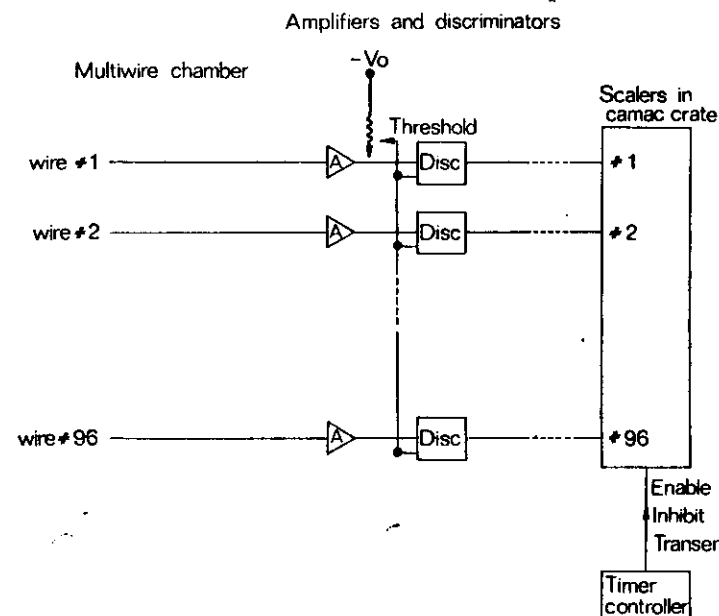 Amplifiers and discriminators
Multiwire chamber
-Vo
Scalers in
camac crate
Threshold
wire #1
A
Disc
#1
wire #2
A
Disc
#2
wire #96
A
Disc
#96
Enable
Inhibit
Transer
Timer
controller